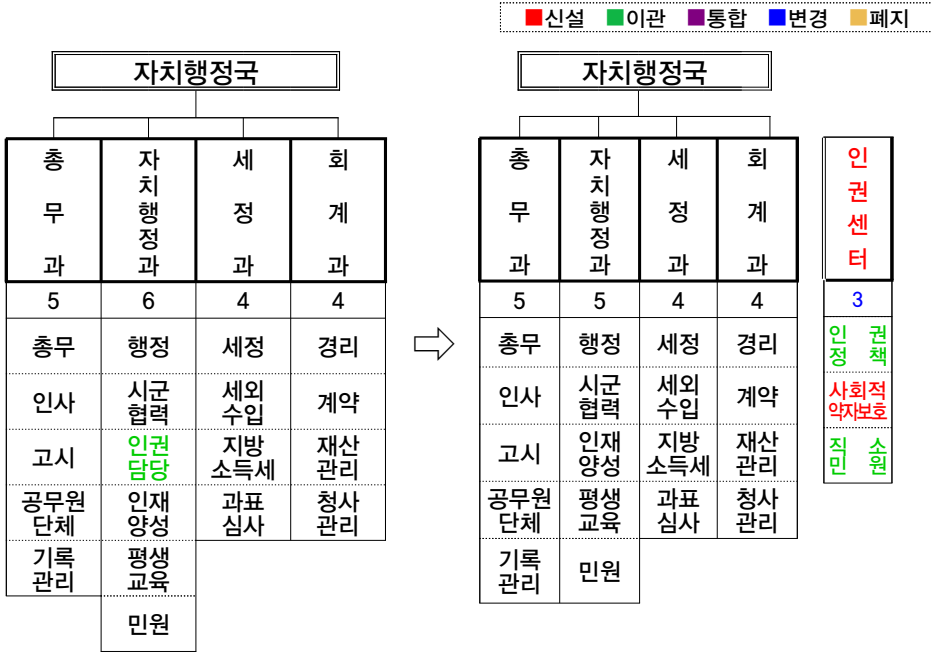 ■신설 ■이관 ■통합 ■변경 ■폐지
자치행정국
총무과
자치행정과
세정과
회계과
5
6
4
4
총무
행정
세정
경리
인사
시군
협력
세외
수입
계약
고시
인권
담당
지방
소득세
재산
관리
공무원
단체
인재
양성
과표
심사
청사
관리
기록
관리
평생
교육
민원
자치행정국
총무과
자치행정과
세정과
회계과
인권센터
5
5
4
4
3
총무
행정
세정
경리
인 권
정 책
인사
시군
협력
세외
수입
계약
사회적
약자보호
고시
인재
양성
지방
소득세
재산
관리
직 소
민 원
공무원
단체
평생
교육
과표
심사
청사
관리
기록
관리
민원